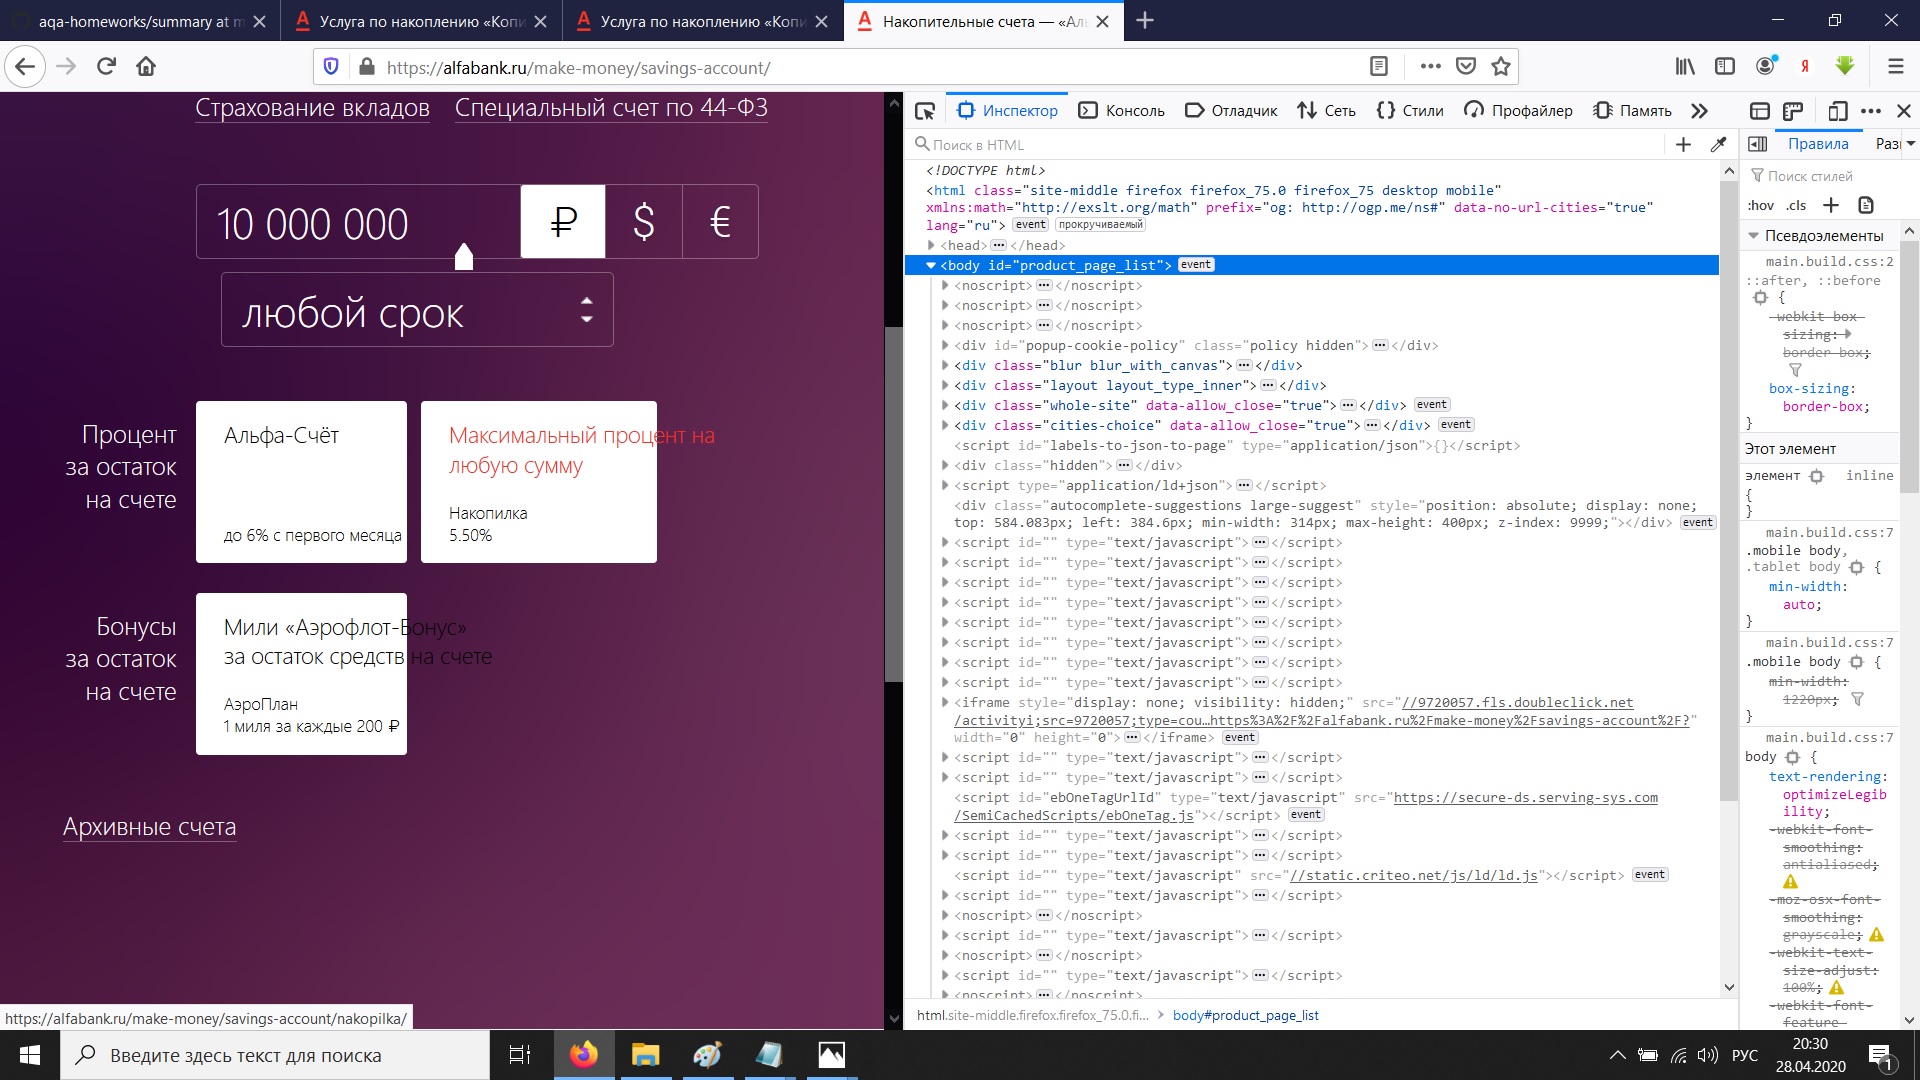 aqa-homeworks/summary at m
Услуга по накоплению «Копи
Услуга по накоплению «Копи
Накопительные счета — «Аль
https://alfabank.ru/make-money/savings-account/
Страхование вкладов Специальный счет по 44-ФЗ
10 000 000 ₽ $ €
любой срок
Процент
за остаток
на счете
Альфа-Счёт
до 6% с первого месяца
Максимальный процент на
любую сумму
Накопилка
5.50%
Бонусы
за остаток
на счете
Мили «Аэрофлот-Бонус»
за остаток средств на счете
АэроПлан
1 миля за каждые 200 ₽
Архивные счета
https://alfabank.ru/make-money/savings-account/nakopilka/
Инспектор Консоль Отладчик Сеть Стили Профайлер Память
Поиск в HTML
<!DOCTYPE html>
<html class="site-middle firefox firefox_75.0 firefox_75 desktop mobile"
xmlns:math="http://exslt.org/math" prefix="og: http://ogp.me/ns#" data-no-url-cities="true"
lang="ru"> event прокручиваемый
<head>⋯</head>
<body id="product_page_list"> event
<noscript>⋯</noscript>
<noscript>⋯</noscript>
<noscript>⋯</noscript>
<div id="popup-cookie-policy" class="policy hidden">⋯</div>
<div class="blur blur_with_canvas">⋯</div>
<div class="layout layout_type_inner">⋯</div>
<div class="whole-site" data-allow_close="true">⋯</div> event
<div class="cities-choice" data-allow_close="true">⋯</div> event
<script id="labels-to-json-to-page" type="application/json">{}</script>
<div class="hidden">⋯</div>
<script type="application/ld+json">⋯</script>
<div class="autocomplete-suggestions large-suggest" style="position: absolute; display: none;
top: 584.083px; left: 384.6px; min-width: 314px; max-height: 400px; z-index: 9999;"></div> event
<script id="" type="text/javascript">⋯</script>
<script id="" type="text/javascript">⋯</script>
<script id="" type="text/javascript">⋯</script>
<script id="" type="text/javascript">⋯</script>
<script id="" type="text/javascript">⋯</script>
<script id="" type="text/javascript">⋯</script>
<script id="" type="text/javascript">⋯</script>
<script id="" type="text/javascript">⋯</script>
<iframe style="display: none; visibility: hidden;" src="//9720057.fls.doubleclick.net
/activityi;src=9720057;type=cou…https%3A%2F%2Falfabank.ru%2Fmake-money%2Fsavings-account%2F?"
width="0" height="0">⋯</iframe> event
<script id="" type="text/javascript">⋯</script>
<script id="" type="text/javascript">⋯</script>
<script id="ebOneTagUrlId" type="text/javascript" src="https://secure-ds.serving-sys.com
/SemiCachedScripts/ebOneTag.js"></script> event
<script id="" type="text/javascript">⋯</script>
<script id="" type="text/javascript">⋯</script>
<script id="" type="text/javascript" src="//static.criteo.net/js/ld/ld.js"></script> event
<script id="" type="text/javascript">⋯</script>
<noscript>⋯</noscript>
<script id="" type="text/javascript">⋯</script>
<noscript>⋯</noscript>
<script id="" type="text/javascript">⋯</script>
<noscript>⋯</noscript>
html.site-middle.firefox.firefox_75.0.fi… body#product_page_list
Правила Раз
Поиск стилей
:hov .cls
Псевдоэлементы
main.build.css:2
::after, ::before
{
-webkit-box-
sizing:
border-box;
box-sizing:
border-box;
}
Этот элемент
элемент inline
{
}
main.build.css:7
.mobile body,
.tablet body {
min-width:
auto;
}
main.build.css:7
.mobile body {
min-width:
1220px;
}
main.build.css:7
body {
text-rendering:
optimizeLegib
ility;
-webkit-font-
smoothing:
antialiased;
-moz-osx-font-
smoothing:
grayscale;
-webkit-text-
size-adjust:
100%;
-webkit-font-
feature-
Введите здесь текст для поиска
РУС
20:30
28.04.2020
1